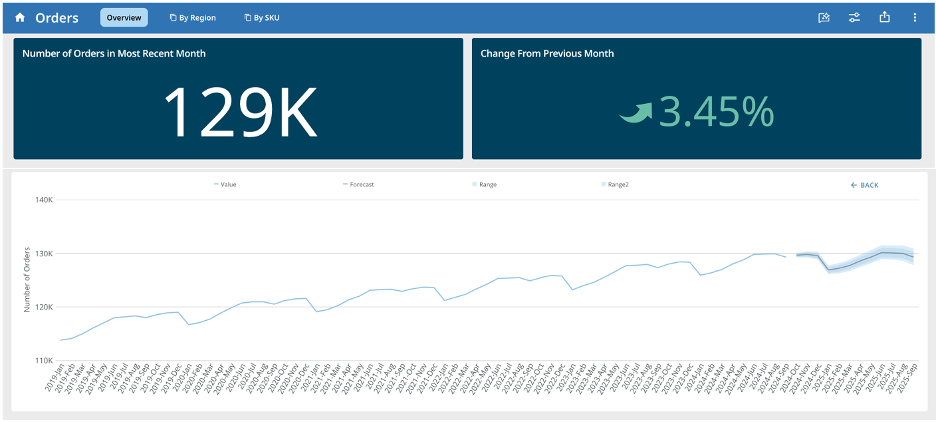 Orders
Overview
By Region
By SKU
Number of Orders in Most Recent Month
129K
Change From Previous Month
3.45%
Value
Forecast
Range
Range2
BACK
140K
130K
120K
110K
Number of Orders
2019-Jan
2019-Feb
2019-Mar
2019-Apr
2019-May
2019-Jun
2019-Jul
2019-Aug
2019-Sep
2019-Oct
2019-Nov
2019-Dec
2020-Jan
2020-Feb
2020-Mar
2020-Apr
2020-May
2020-Jun
2020-Jul
2020-Aug
2020-Sep
2020-Oct
2020-Nov
2020-Dec
2021-Jan
2021-Feb
2021-Mar
2021-Apr
2021-May
2021-Jun
2021-Jul
2021-Aug
2021-Sep
2021-Oct
2021-Nov
2021-Dec
2022-Jan
2022-Feb
2022-Mar
2022-Apr
2022-May
2022-Jun
2022-Jul
2022-Aug
2022-Sep
2022-Oct
2022-Nov
2022-Dec
2023-Jan
2023-Feb
2023-Mar
2023-Apr
2023-May
2023-Jun
2023-Jul
2023-Aug
2023-Sep
2023-Oct
2023-Nov
2023-Dec
2024-Jan
2024-Feb
2024-Mar
2024-Apr
2024-May
2024-Jun
2024-Jul
2024-Aug
2024-Sep
2024-Oct
2024-Nov
2024-Dec
2025-Jan
2025-Feb
2025-Mar
2025-Apr
2025-May
2025-Jun
2025-Jul
2025-Aug
2025-Sep